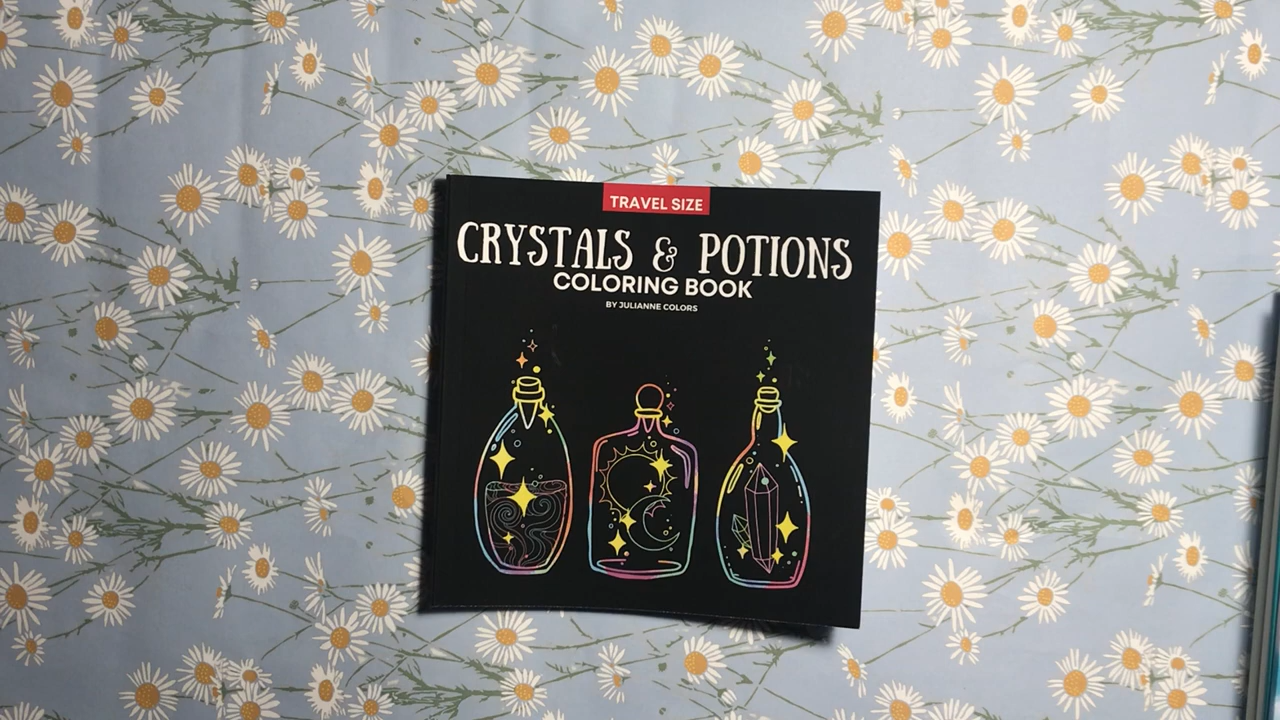 TRAVEL SIZE
CRYSTALS & POTIONS
COLORING BOOK
BY JULIANNE COLORS